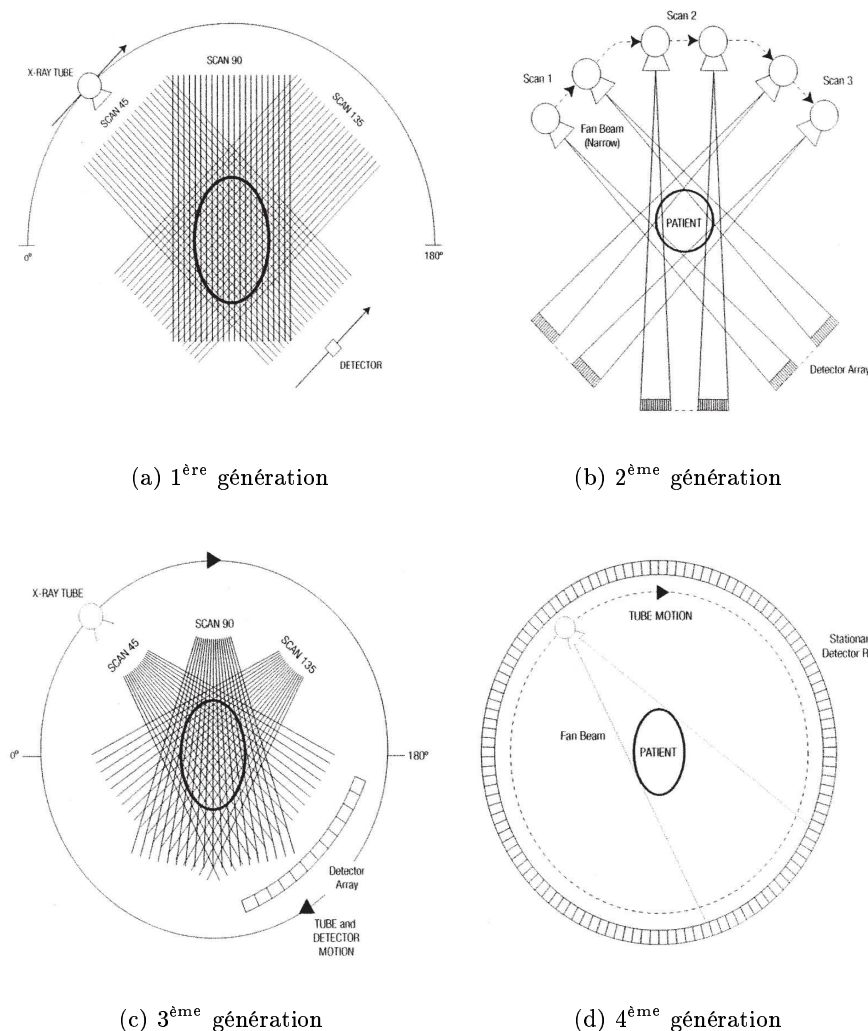 X-RAY TUBE
SCAN 45
SCAN 90
SCAN 135
0°
180°
DETECTOR
(a) 1ère génération
Scan 1
Scan 2
Scan 3
Fan Beam
(Narrow)
PATIENT
Detector Array
(b) 2ème génération
X-RAY TUBE
SCAN 45
SCAN 90
SCAN 135
0°
180°
Detector
Array
TUBE and
DETECTOR
MOTION
(c) 3ème génération
TUBE MOTION
Stationar
Detector R
Fan Beam
PATIENT
(d) 4ème génération